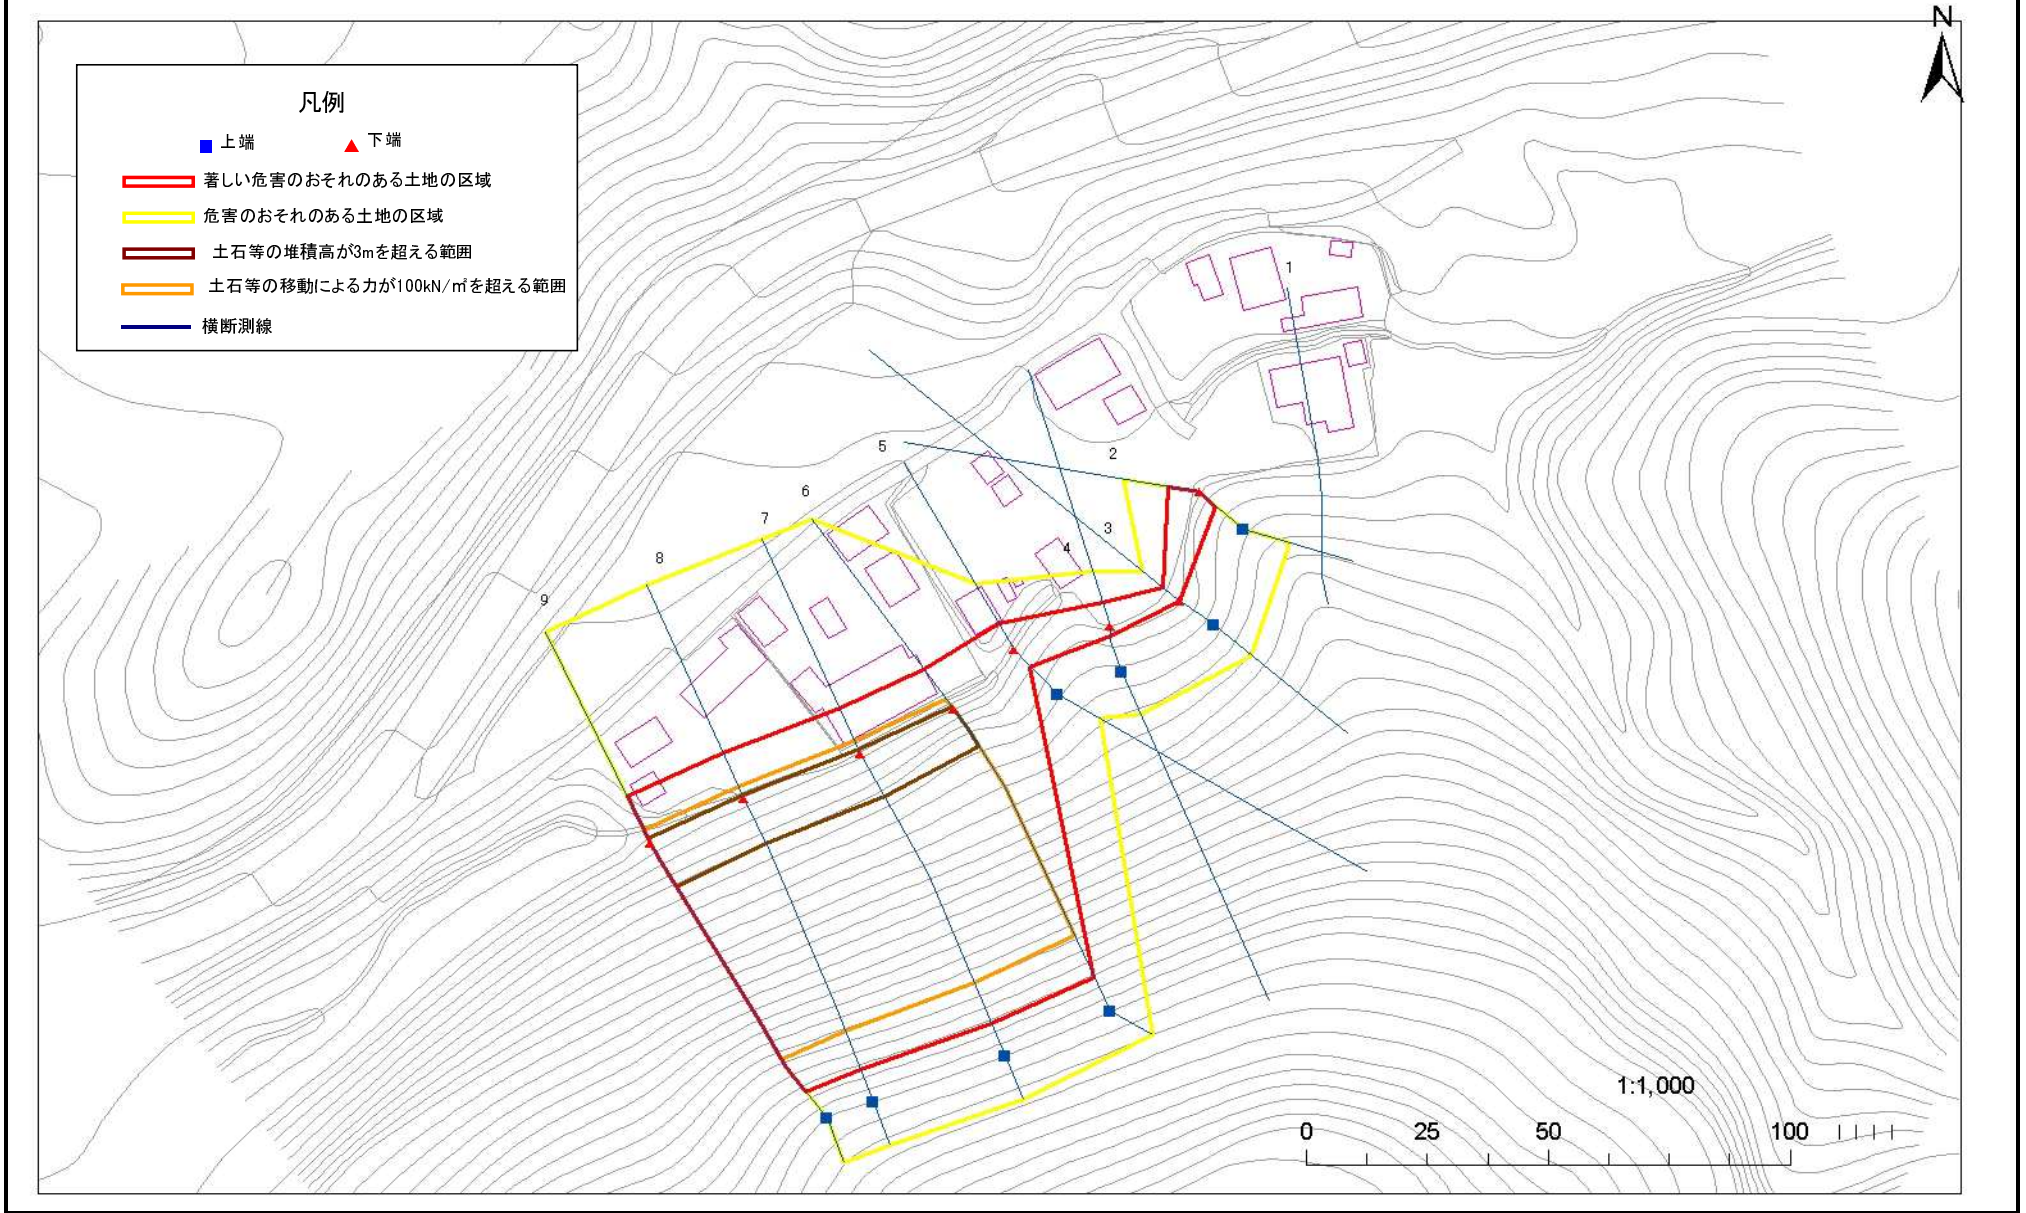 N
凡例
上端 下端
著しい危害のおそれのある土地の区域
危害のおそれのある土地の区域
土石等の堆積高が3mを超える範囲
土石等の移動による力が100kN/㎡を超える範囲
横断測線
1
2
5
6
7
3
4
8
9
1:1,000
0 25 50 100